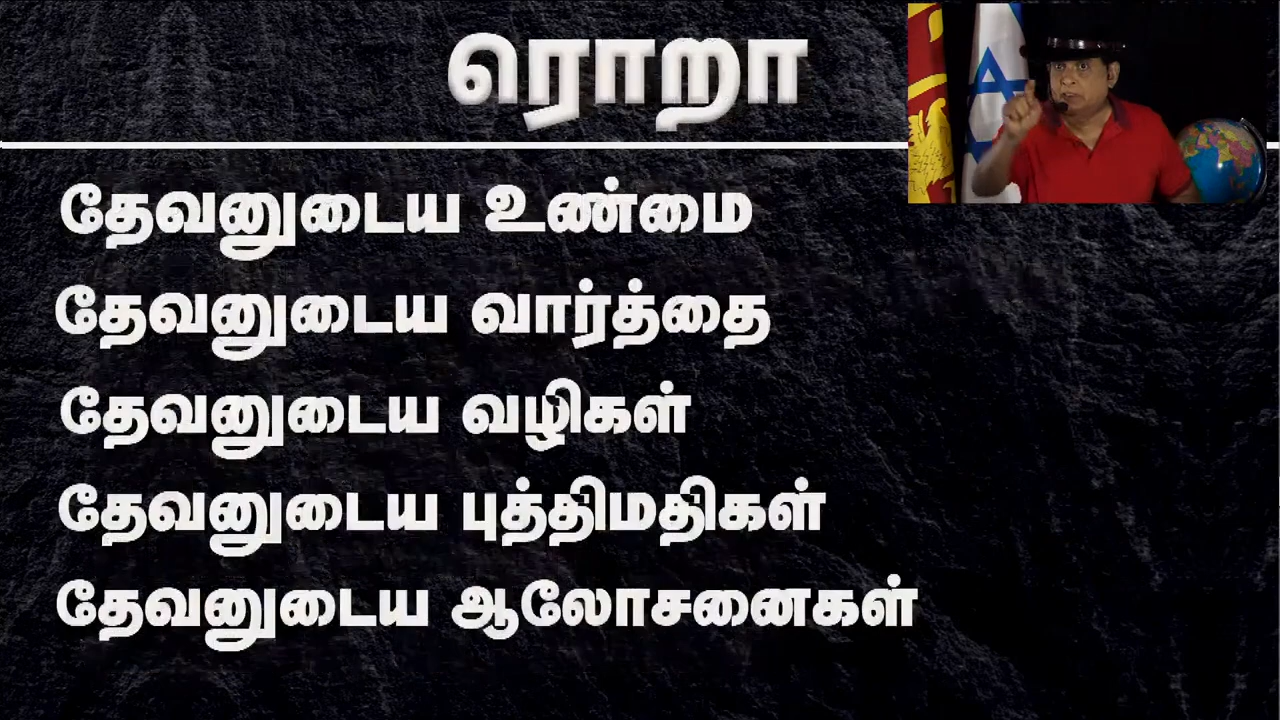 ரொறா
தேவனுடைய உண்மை
தேவனுடைய வார்த்தை
தேவனுடைய வழிகள்
தேவனுடைய புத்திமதிகள்
தேவனுடைய ஆலோசனைகள்